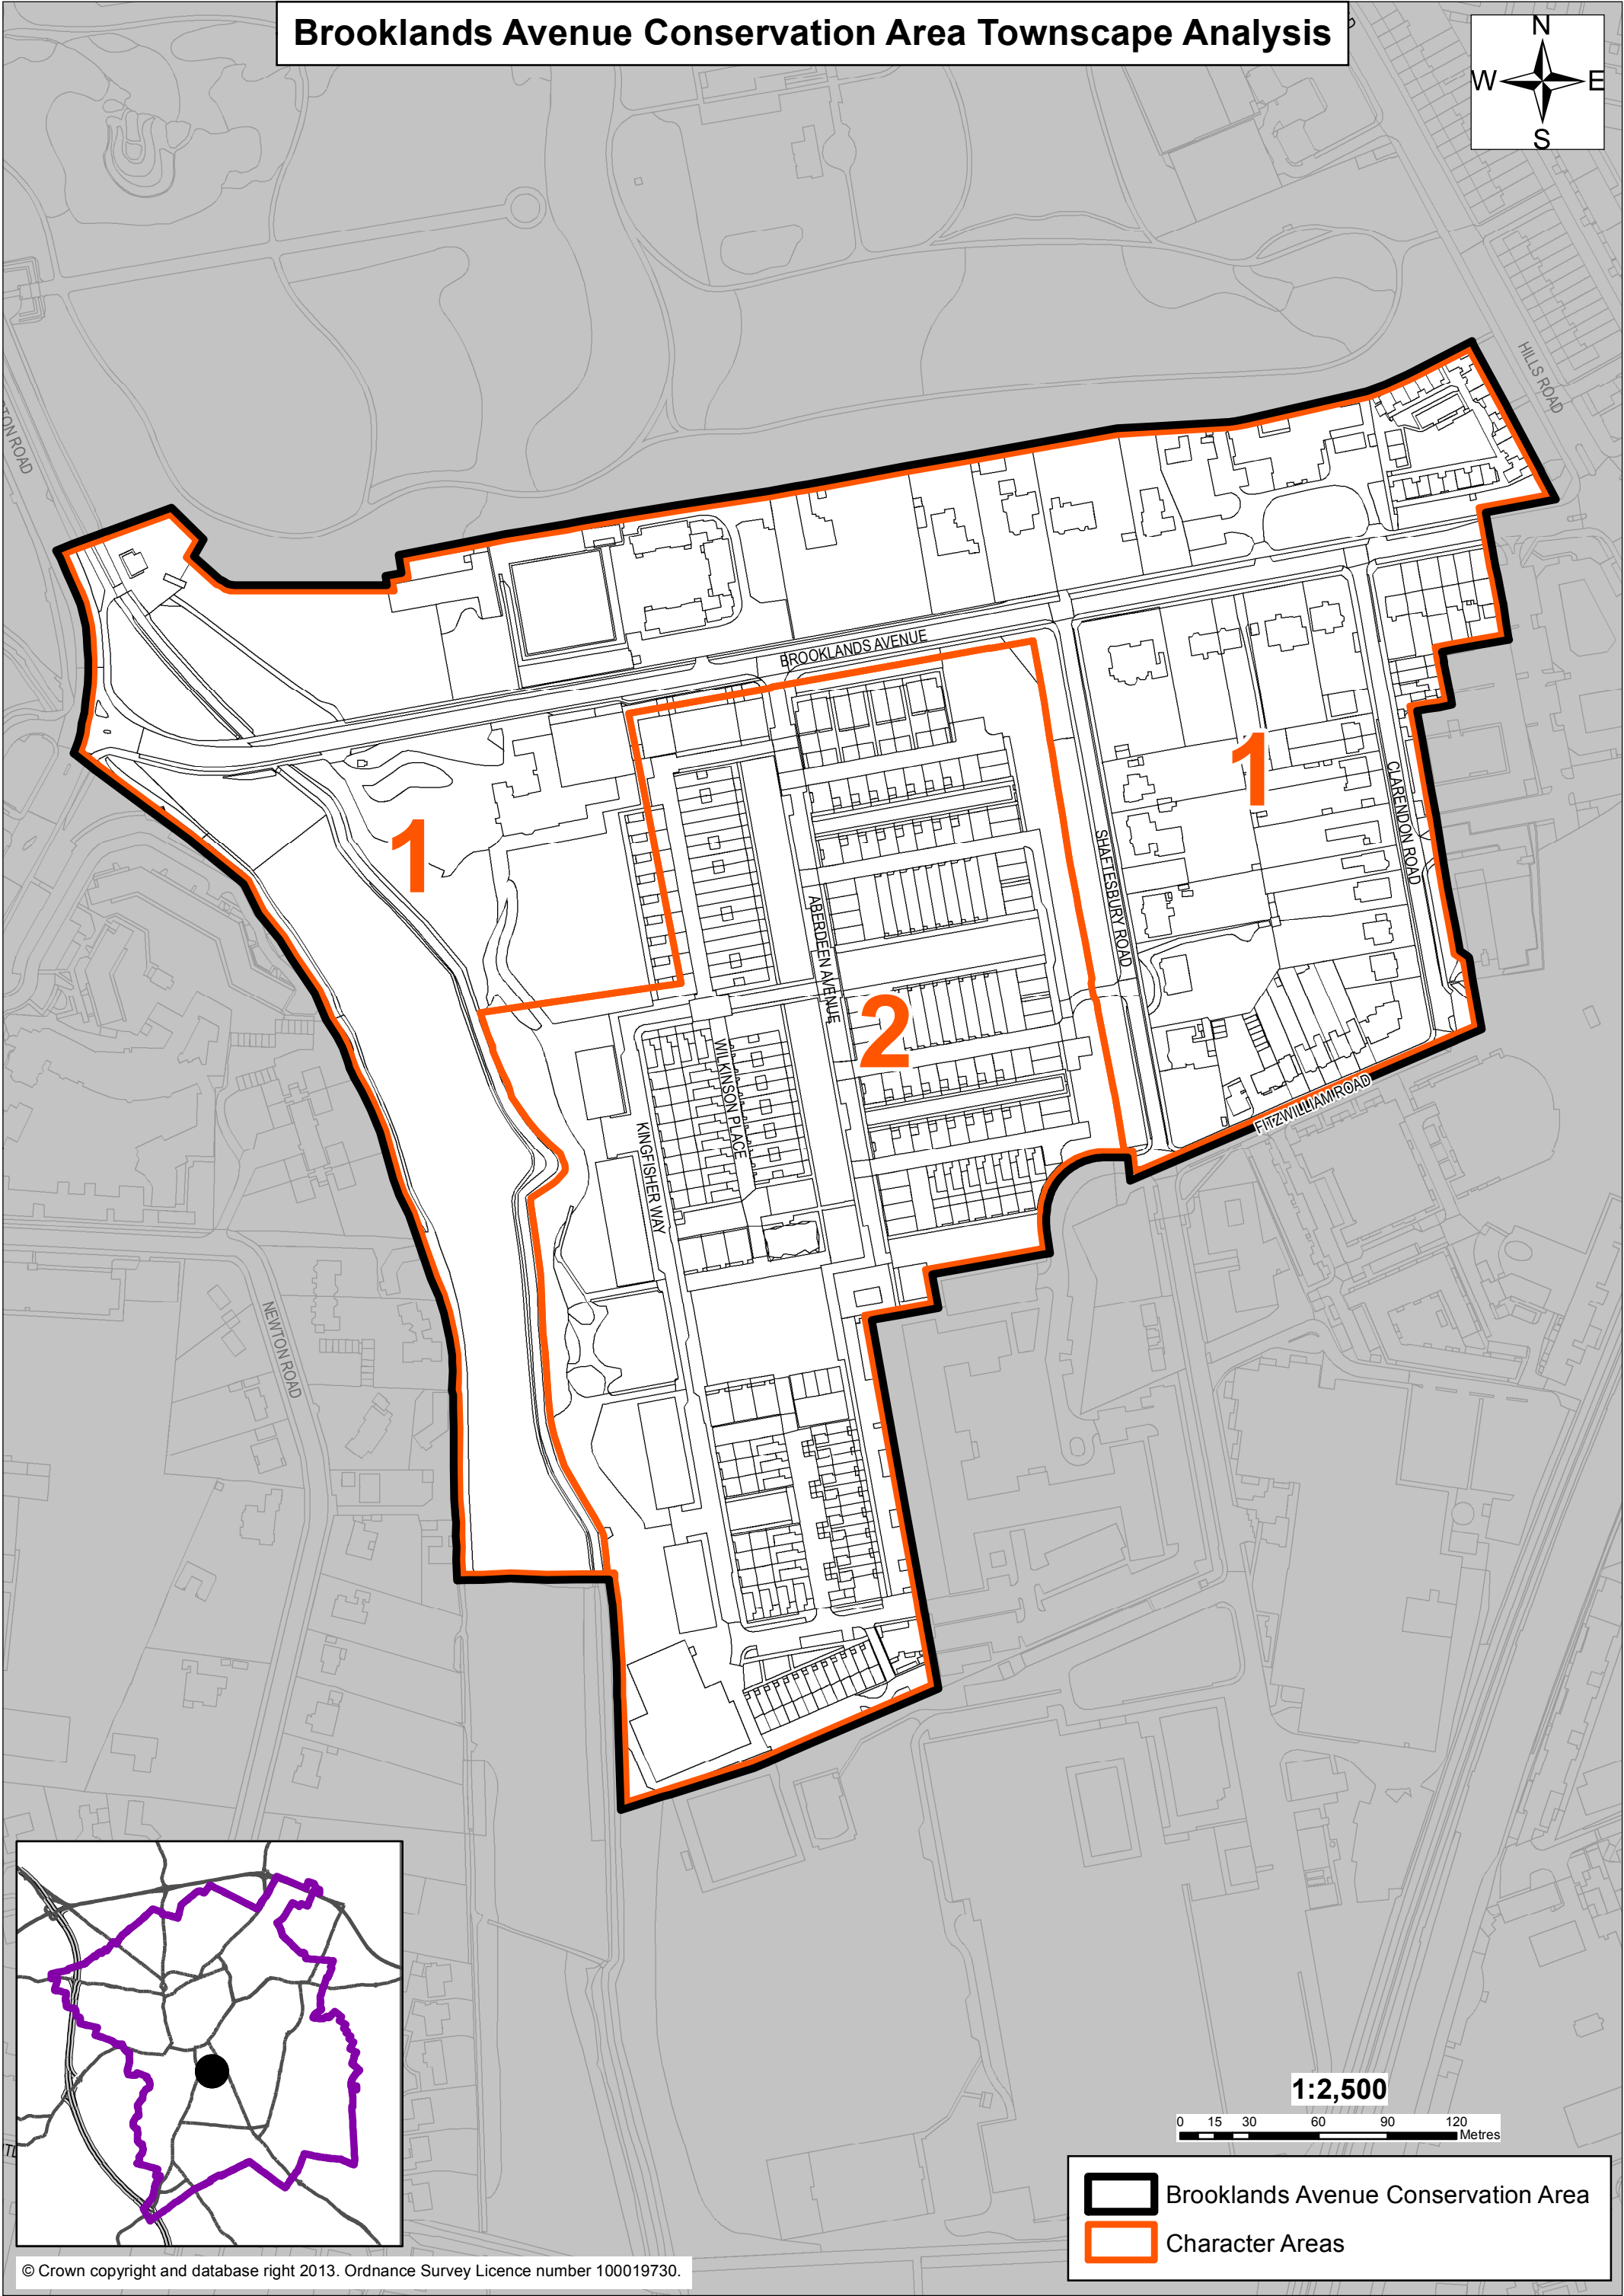 Brooklands Avenue Conservation Area Townscape Analysis
N
W
E
S
HILLS ROAD
TON ROAD
BROOKLANDS AVENUE
1
1
CLARENDON ROAD
SHAFTESBURY ROAD
ABERDEEN AVENUE
2
WILKINSON PLACE
KINGFISHER WAY
FITZWILLIAM ROAD
NEWTON ROAD
1:2,500
0 15 30 60 90 120
Metres
Brooklands Avenue Conservation Area
Character Areas
© Crown copyright and database right 2013. Ordnance Survey Licence number 100019730.